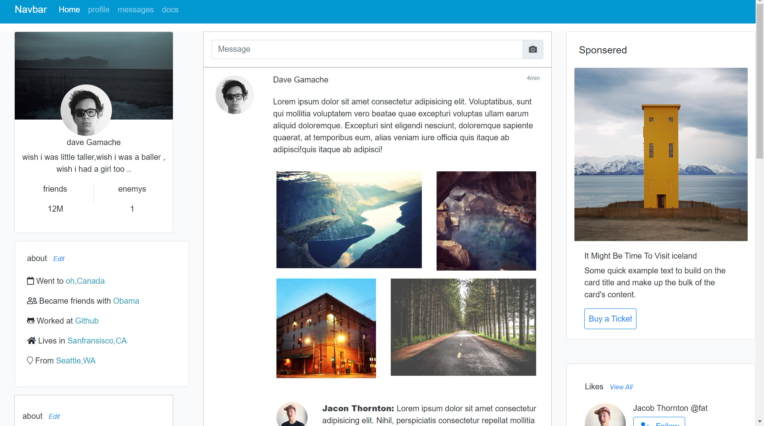 Navbar Home profile messages docs
dave Gamache
wish i was little taller,wish i was a baller ,
wish i had a girl too ..
friends enemys
12M 1
about Edit
Went to oh,Canada
Became friends with Obama
Worked at Github
Lives in Sanfransisco,CA
From Seattle,WA
about Edit
Message
Dave Gamache 4min
Lorem ipsum dolor sit amet consectetur adipisicing elit. Voluptatibus, sunt
qui mollitia voluptatem vero beatae quae excepturi voluptas ullam earum
aliquid doloremque. Excepturi sint eligendi nesciunt, doloremque sapiente
quaerat, at temporibus eum, alias veniam iure officia quis itaque ab
adipisci!quis itaque ab adipisci!
Jacon Thornton: Lorem ipsum dolor sit amet consectetur
adipisicing elit. Nihil, perspiciatis consectetur repellat mollitia
Sponsered
It Might Be Time To Visit iceland
Some quick example text to build on the
card title and make up the bulk of the
card's content.
Buy a Ticket
Likes View All
Jacob Thornton @fat
Follow